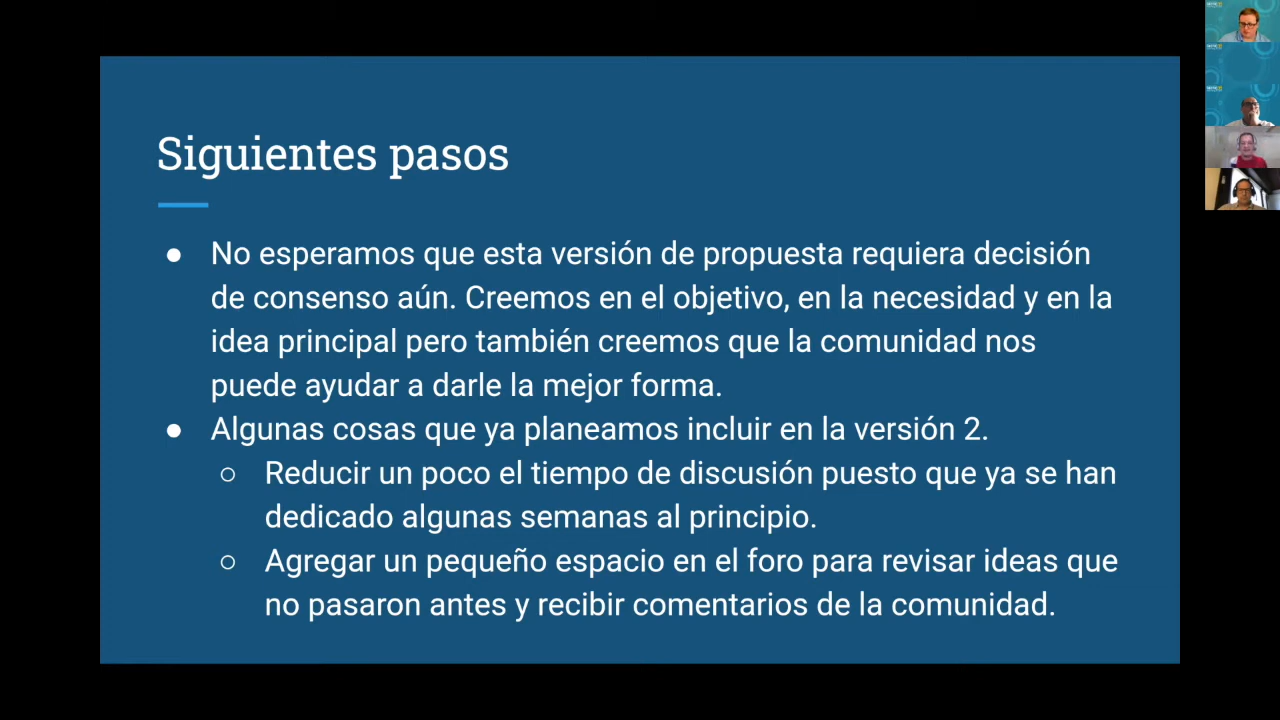 Siguientes pasos
● No esperamos que esta versión de propuesta requiera decisión
de consenso aún. Creemos en el objetivo, en la necesidad y en la
idea principal pero también creemos que la comunidad nos
puede ayudar a darle la mejor forma.
● Algunas cosas que ya planeamos incluir en la versión 2.
○ Reducir un poco el tiempo de discusión puesto que ya se han
dedicado algunas semanas al principio.
○ Agregar un pequeño espacio en el foro para revisar ideas que
no pasaron antes y recibir comentarios de la comunidad.